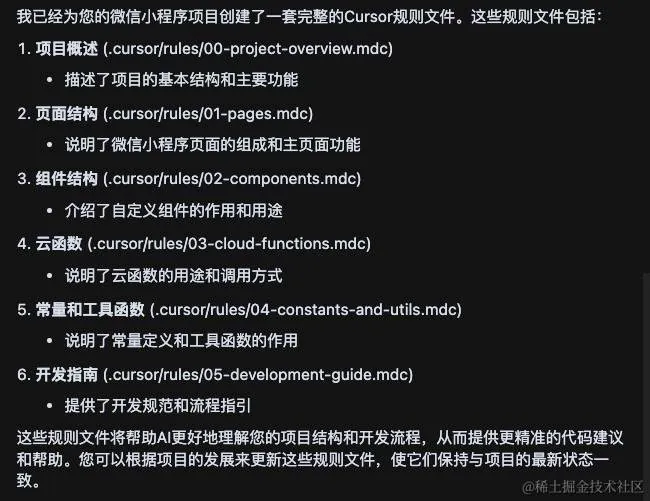 我已经为您的微信小程序项目创建了一套完整的Cursor规则文件。这些规则文件包括：
1. 项目概述 (.cursor/rules/00-project-overview.mdc)
• 描述了项目的基本结构和主要功能
2. 页面结构 (.cursor/rules/01-pages.mdc)
• 说明了微信小程序页面的组成和主页面功能
3. 组件结构 (.cursor/rules/02-components.mdc)
• 介绍了自定义组件的作用和用途
4. 云函数 (.cursor/rules/03-cloud-functions.mdc)
• 说明了云函数的用途和调用方式
5. 常量和工具函数 (.cursor/rules/04-constants-and-utils.mdc)
• 说明了常量定义和工具函数的作用
6. 开发指南 (.cursor/rules/05-development-guide.mdc)
• 提供了开发规范和流程指引
这些规则文件将帮助AI更好地理解您的项目结构和开发流程，从而提供更精准的代码建议
和帮助。您可以根据项目的发展来更新这些规则文件，使它们保持与项目的最新状态一
致。
@稀土掘金技术社区